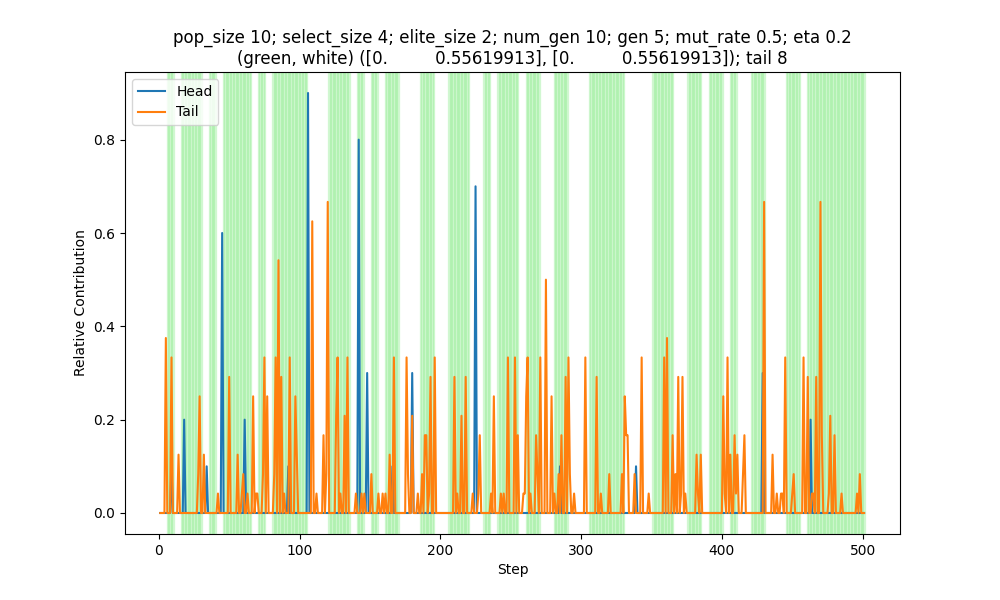 pop_size 10; select_size 4; elite_size 2; num_gen 10; gen 5; mut_rate 0.5; eta 0.2
(green, white) ([0. 0.55619913], [0. 0.55619913]); tail 8
Head
Tail
0.8
0.6
0.4
0.2
0.0
Relative Contribution
0 100 200 300 400 500
Step